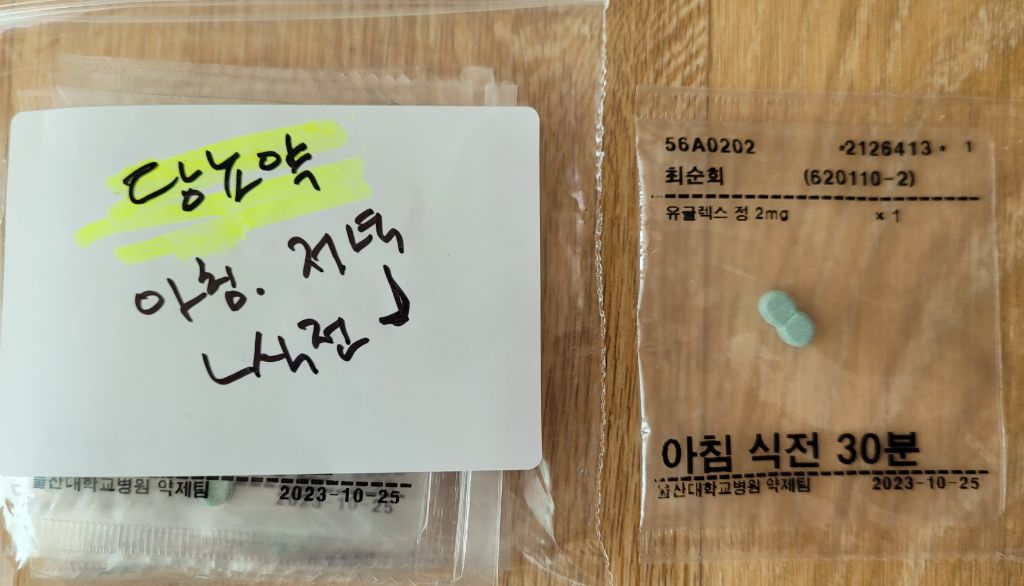 당뇨약
아침. 저녁
식전
울산대학교병원 약제팀 2023-10-25
56A0202 *2126413* 1
최순회 (620110-2)
유글렉스 정 2mg × 1
아침 식전 30분
울산대학교병원 약제팀 2023-10-25